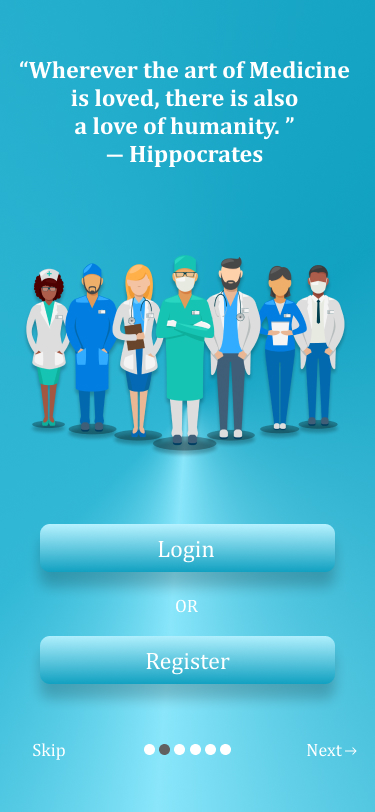 “Wherever the art of Medicine
is loved, there is also
a love of humanity. ”
— Hippocrates
Login
OR
Register
Skip
Next→